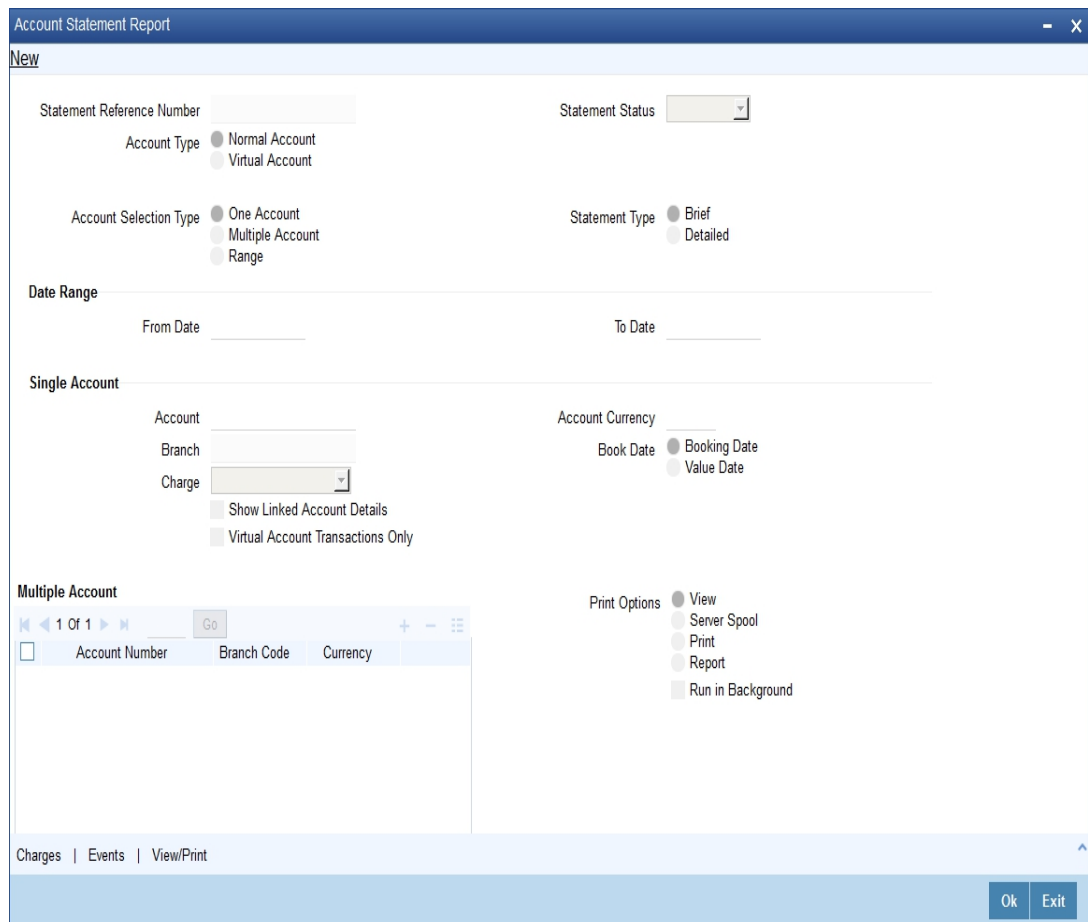 Account Statement Report
New
Statement Reference Number
Statement Status
Account Type
Normal Account
Virtual Account
Account Selection Type
One Account
Multiple Account
Range
Statement Type
Brief
Detailed
Date Range
From Date
To Date
Single Account
Account
Account Currency
Branch
Book Date
Booking Date
Value Date
Charge
Show Linked Account Details
Virtual Account Transactions Only
Multiple Account
1 Of 1
Go
Account Number Branch Code Currency
Print Options
View
Server Spool
Print
Report
Run in Background
Charges | Events | View/Print
Ok Exit